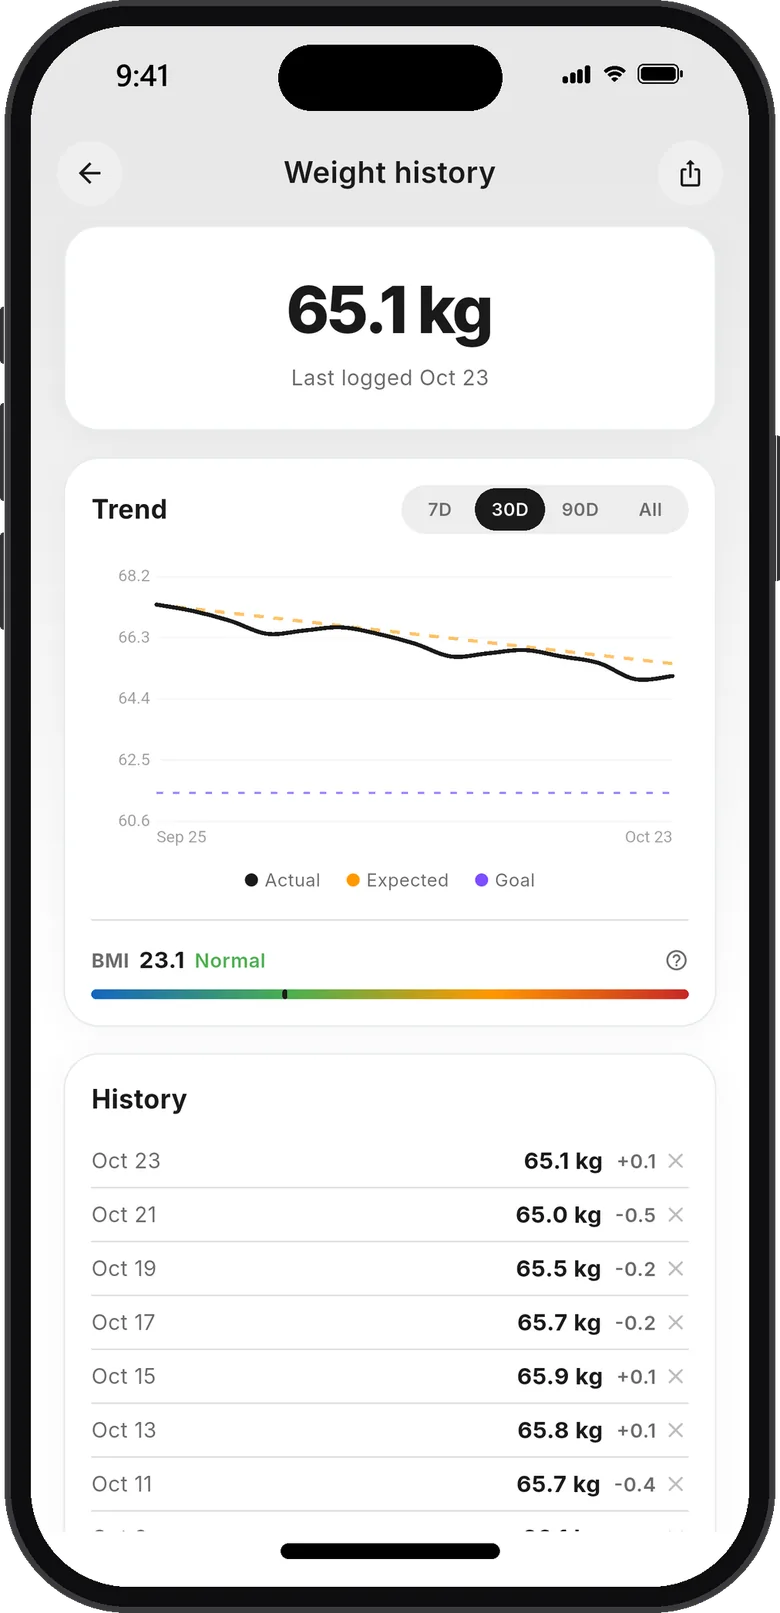 9:41
Weight history
65.1 kg
Last logged Oct 23
Trend 7D 30D 90D All
68.2
66.3
64.4
62.5
60.6
Sep 25 Oct 23
Actual Expected Goal
BMI 23.1 Normal
History
Oct 23 65.1 kg +0.1
Oct 21 65.0 kg -0.5
Oct 19 65.5 kg -0.2
Oct 17 65.7 kg -0.2
Oct 15 65.9 kg +0.1
Oct 13 65.8 kg +0.1
Oct 11 65.7 kg -0.4